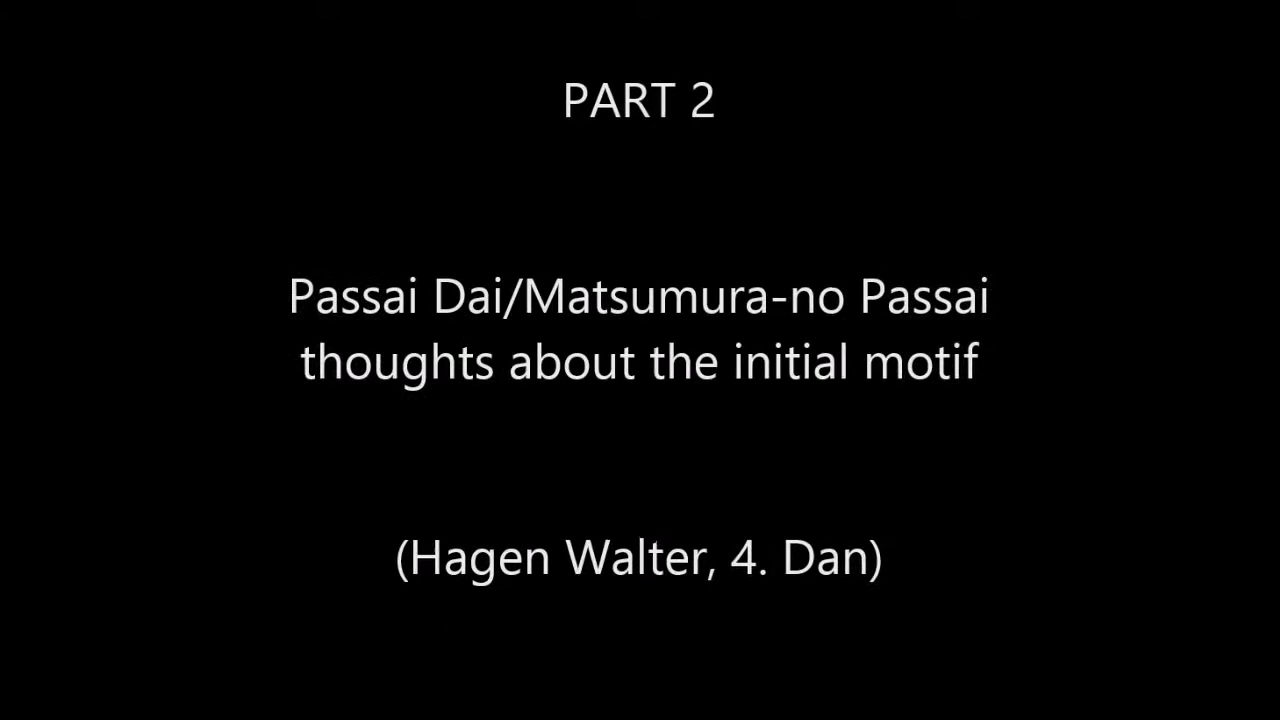 PART 2
Passai Dai/Matsumura-no Passai
thoughts about the initial motif
(Hagen Walter, 4. Dan)